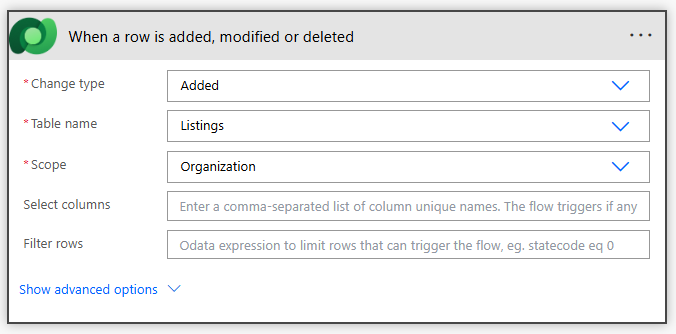 When a row is added, modified or deleted
* Change type Added
* Table name Listings
* Scope Organization
Select columns Enter a comma-separated list of column unique names. The flow triggers if any
Filter rows Odata expression to limit rows that can trigger the flow, eg. statecode eq 0
Show advanced options